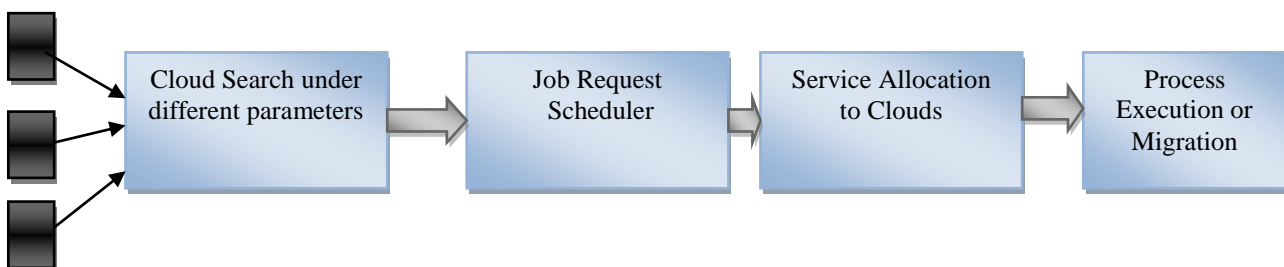 Cloud Search under
different parameters
Job Request
Scheduler
Service Allocation
to Clouds
Process
Execution or
Migration